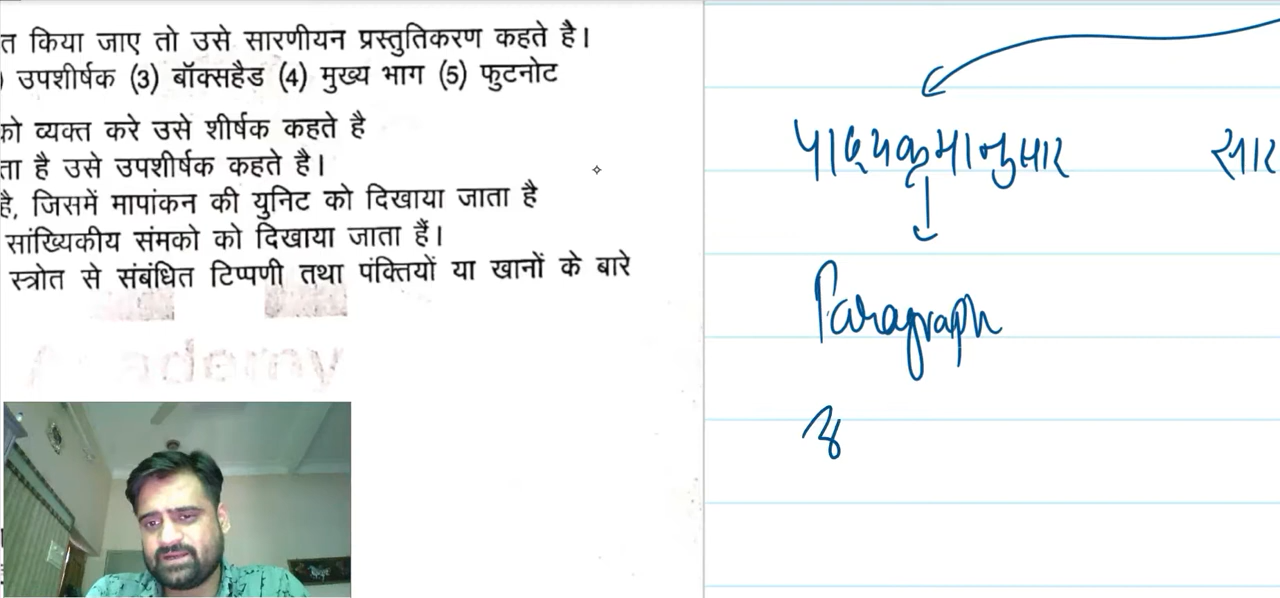 त किया जाए तो उसे सारणीयन प्रस्तुतिकरण कहते है।
) उपशीर्षक (3) बॉक्सहैड (4) मुख्य भाग (5) फुटनोट
को व्यक्त करे उसे शीर्षक कहते है
ता है उसे उपशीर्षक कहते है।
है, जिसमें मापांकन की युनिट को दिखाया जाता है
सांख्यिकीय संमको को दिखाया जाता हैं।
स्त्रोत से संबंधित टिप्पणी तथा पंक्तियों या खानों के बारे
Academy
पाठ्यक्रमानुसार
सार
Paragraph